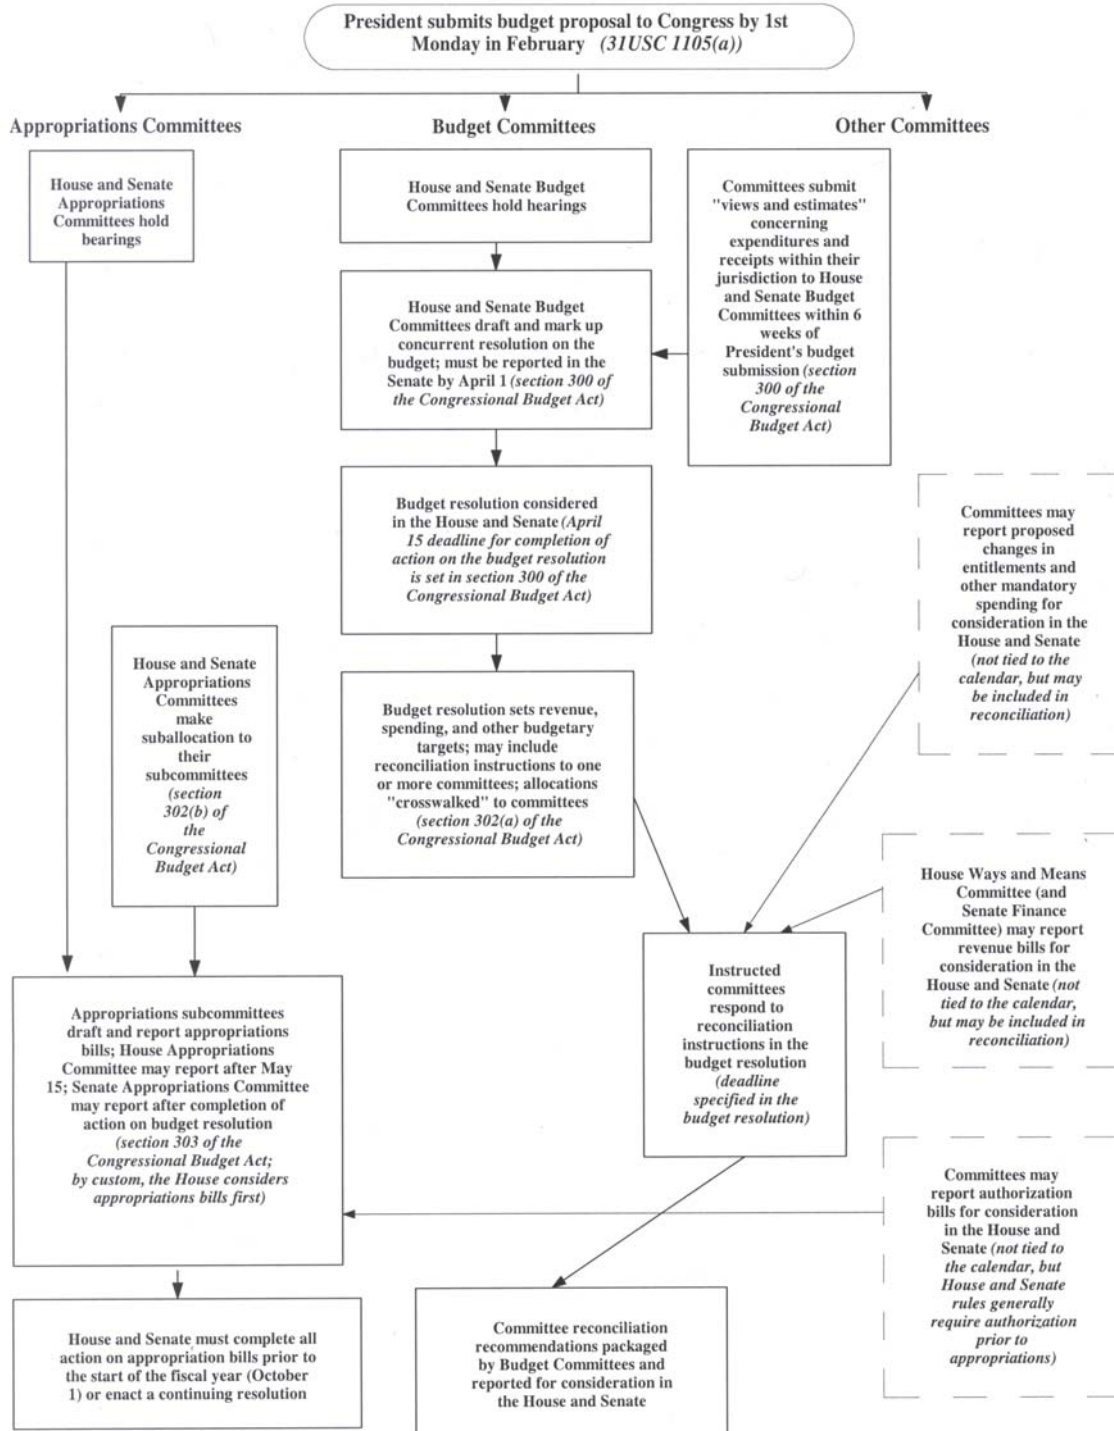 President submits budget proposal to Congress by 1st
Monday in February (31USC 1105(a))
Appropriations Committees
Budget Committees
Other Committees
House and Senate
Appropriations
Committees hold
bearings
House and Senate Budget
Committees hold hearings
Committees submit
"views and estimates"
concerning
expenditures and
receipts within their
jurisdiction to House
and Senate Budget
Committees within 6
weeks of
President's budget
submission (section
300 of the
Congressional
Budget Act)
House and Senate Budget
Committees draft and mark up
concurrent resolution on the
budget; must be reported in the
Senate by April 1 (section 300 of
the Congressional Budget Act)
Budget resolution considered
in the House and Senate (April
15 deadline for completion of
action on the budget resolution
is set in section 300 of the
Congressional Budget Act)
Committees may
report proposed
changes in
entitlements and
other mandatory
spending for
consideration in the
House and Senate
(not tied to the
calendar, but may
be included in
reconciliation)
House and Senate
Appropriations
Committees
make
suballocation to
their
subcommittees
(section
302(b) of
the
Congressional
Budget Act)
Budget resolution sets revenue,
spending, and other budgetary
targets; may include
reconciliation instructions to one
or more committees; allocations
"crosswalked" to committees
(section 302(a) of the
Congressional Budget Act)
House Ways and Means
Committee (and
Senate Finance
Committee) may report
revenue bills for
consideration in the
House and Senate (not
tied to the calendar,
but may be included in
reconciliation)
Instructed
committees
respond to
reconciliation
instructions in the
budget resolution
(deadline
specified in the
budget resolution)
Appropriations subcommittees
draft and report appropriations
bills; House Appropriations
Committee may report after May
15; Senate Appropriations Committee
may report after completion of
action on budget resolution
(section 303 of the
Congressional Budget Act;
by custom, the House considers
appropriations bills first)
Committees may
report authorization
bills for consideration
in the House and
Senate (not tied to
the calendar, but
House and Senate
rules generally
require authorization
prior to
appropriations)
House and Senate must complete all
action on appropriation bills prior to
the start of the fiscal year (October
1) or enact a continuing resolution
Committee reconciliation
recommendations packaged
by Budget Committees and
reported for consideration in
the House and Senate